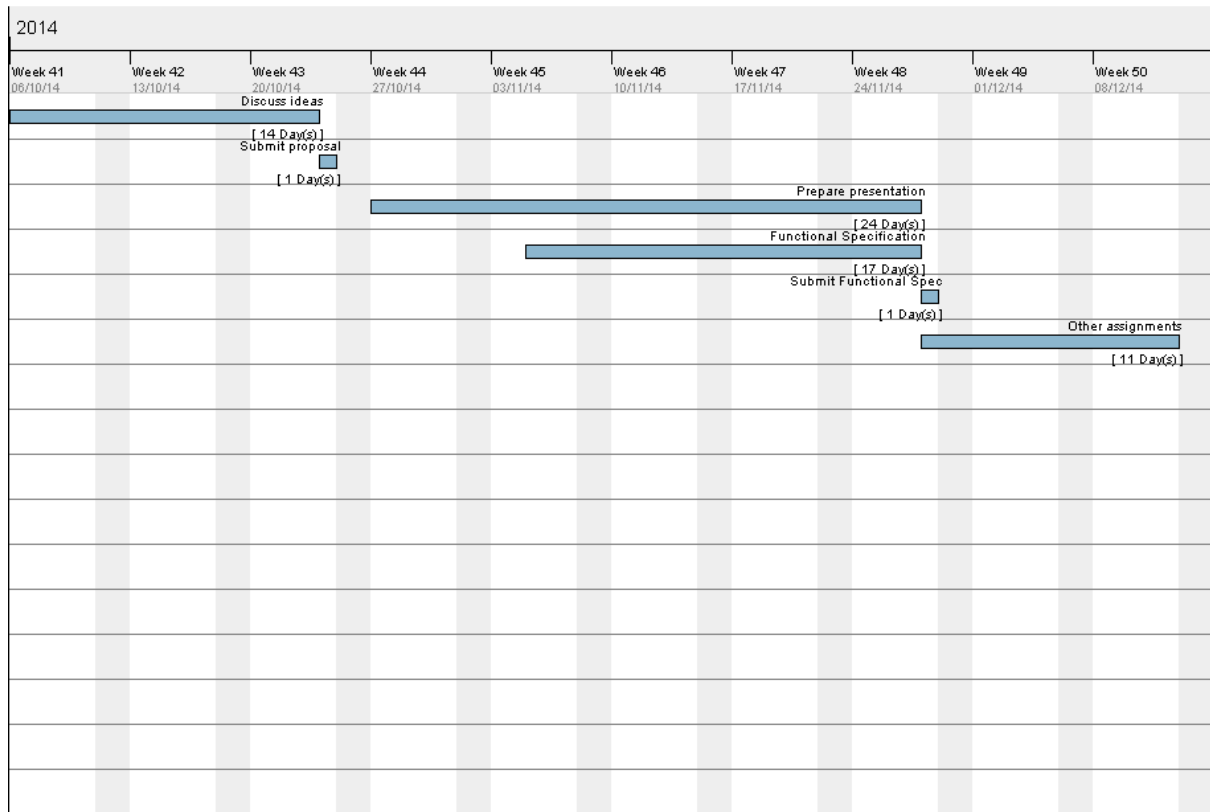 2014
Week 41 Week 42 Week 43 Week 44 Week 45 Week 46 Week 47 Week 48 Week 49 Week 50
06/10/14 13/10/14 20/10/14 27/10/14 03/11/14 10/11/14 17/11/14 24/11/14 01/12/14 08/12/14
Discuss ideas
[ 14 Day(s) ]
Submit proposal
[ 1 Day(s) ]
Prepare presentation
[ 24 Day(s) ]
Functional Specification
[ 17 Day(s) ]
Submit Functional Spec
[ 1 Day(s) ]
Other assignments
[ 11 Day(s) ]